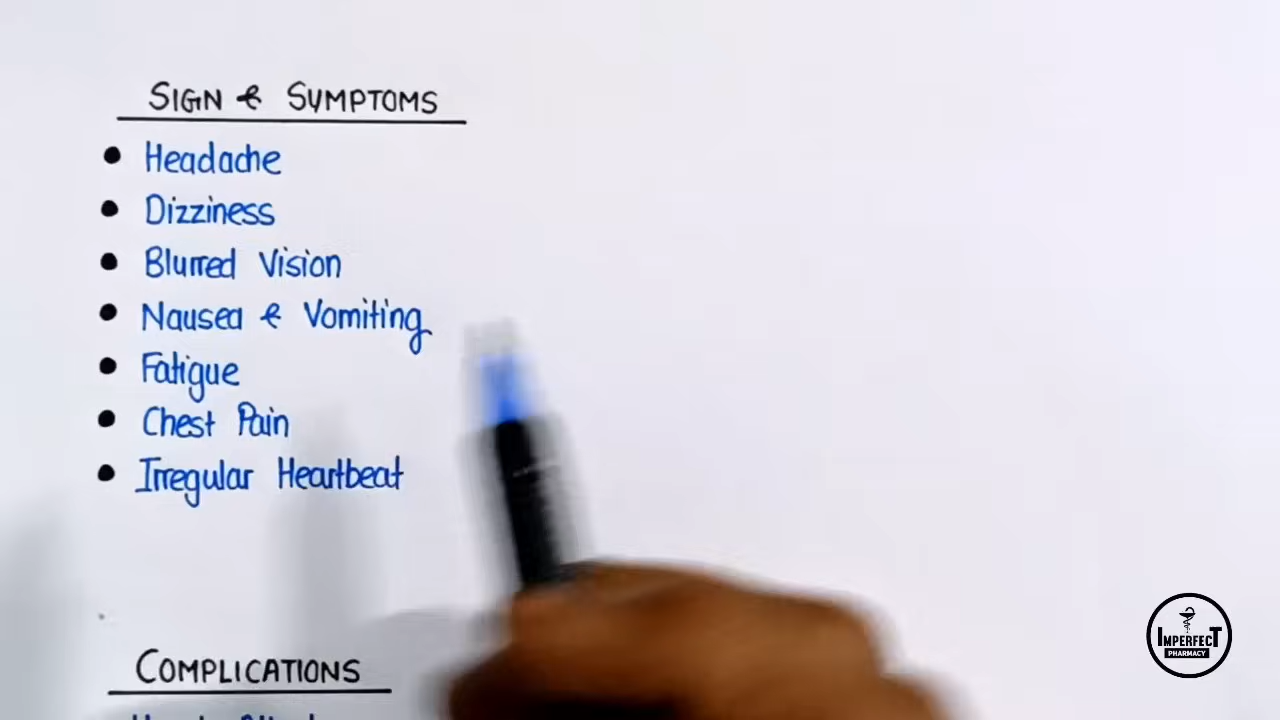 SIGN & SYMPTOMS
• Headache
• Dizziness
• Blurred Vision
• Nausea & Vomiting
• Fatigue
• Chest Pain
• Irregular Heartbeat
COMPLICATIONS
IMPERFECT
PHARMACY